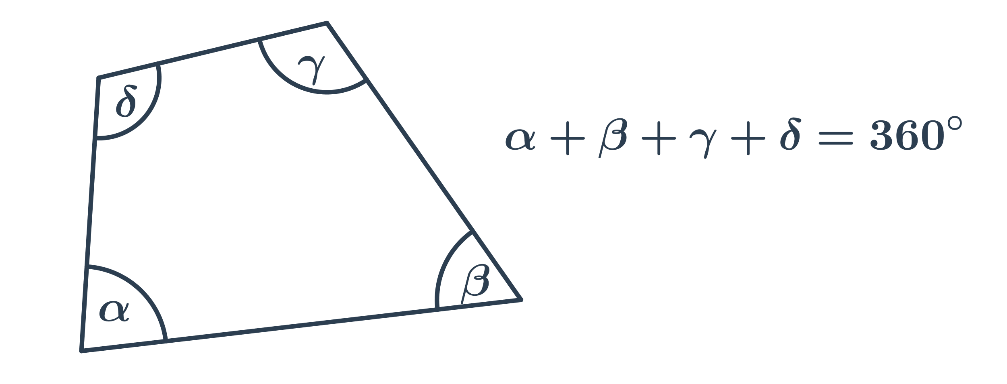 γ
δ
α + β + γ + δ = 360°
β
α